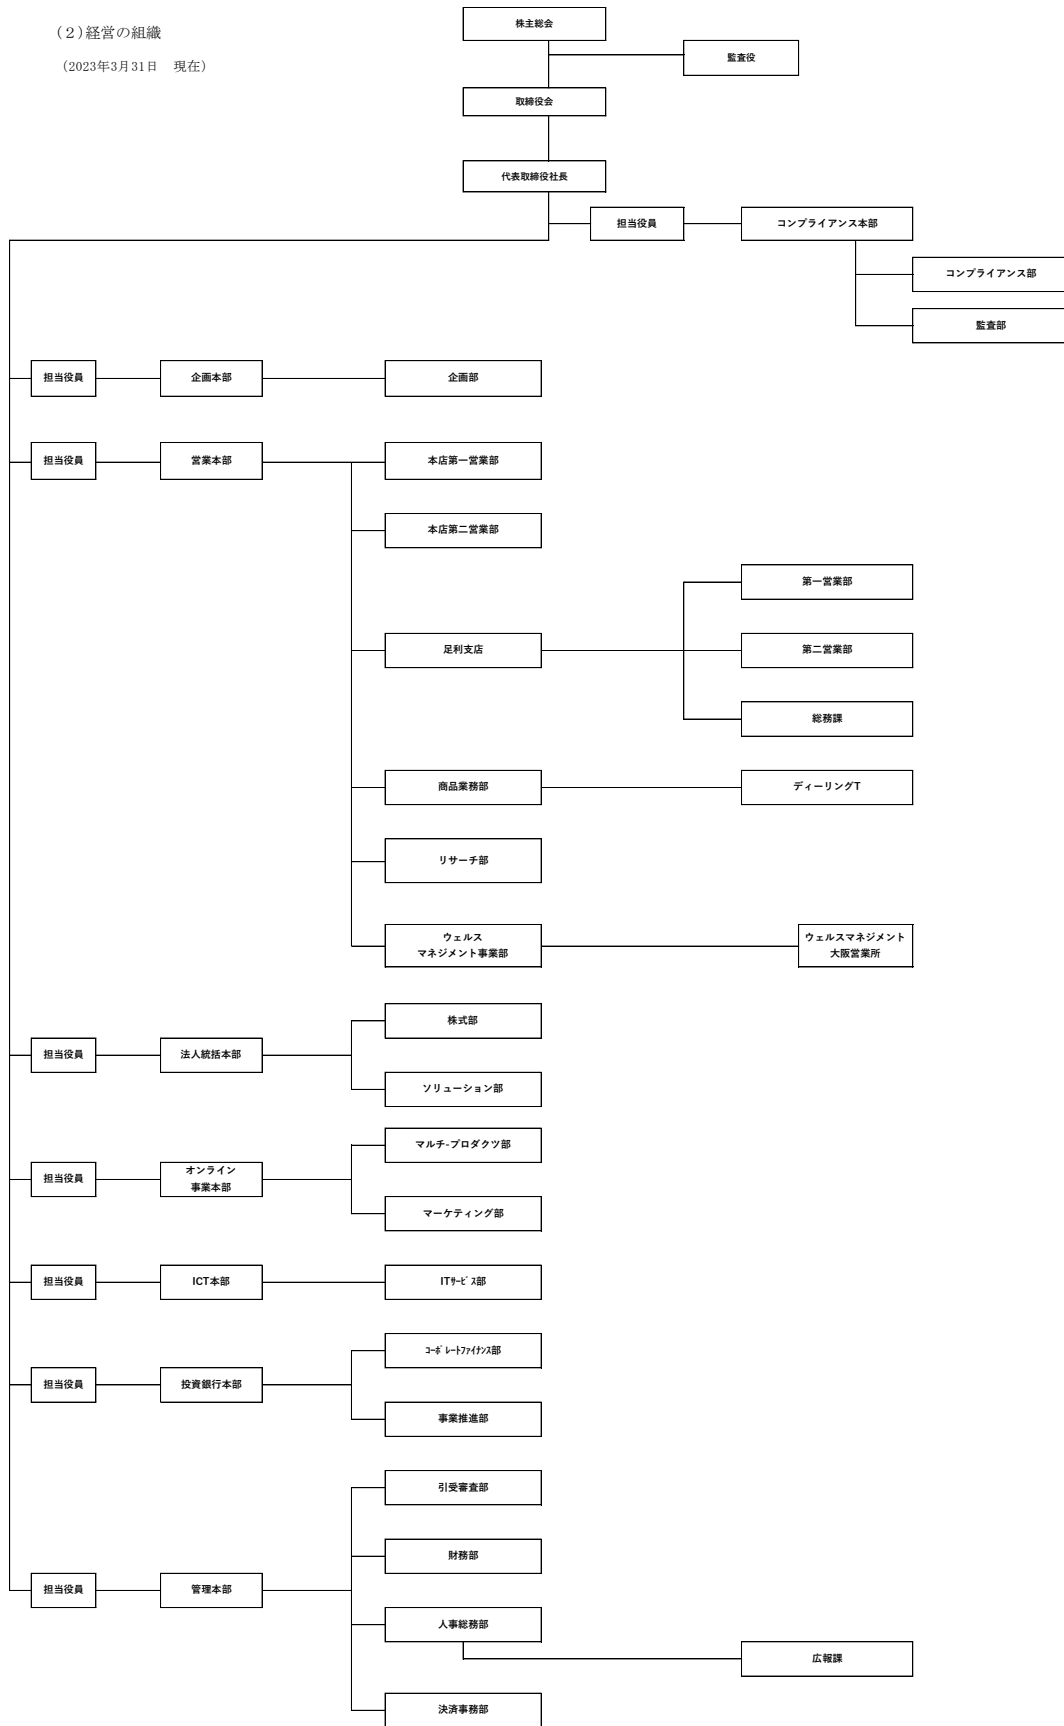 (２)経営の組織
株主総会
監査役
(2023年3月31日　現在)
取締役会
代表取締役社長
担当役員
コンプライアンス本部
コンプライアンス部
監査部
担当役員
企画本部
企画部
担当役員
営業本部
本店第一営業部
本店第二営業部
第一営業部
足利支店
第二営業部
総務課
商品業務部
ディーリングT
リサーチ部
ウェルス
マネジメント事業部
ウェルスマネジメント
大阪営業所
株式部
担当役員
法人統括本部
ソリューション部
マルチ-プロダクツ部
担当役員
オンライン
事業本部
マーケティング部
担当役員
ICT本部
ITｻｰﾋﾞｽ部
ｺｰﾎﾟﾚｰﾄﾌｧｲﾅﾝｽ部
担当役員
投資銀行本部
事業推進部
引受審査部
財務部
担当役員
管理本部
人事総務部
広報課
決済事務部